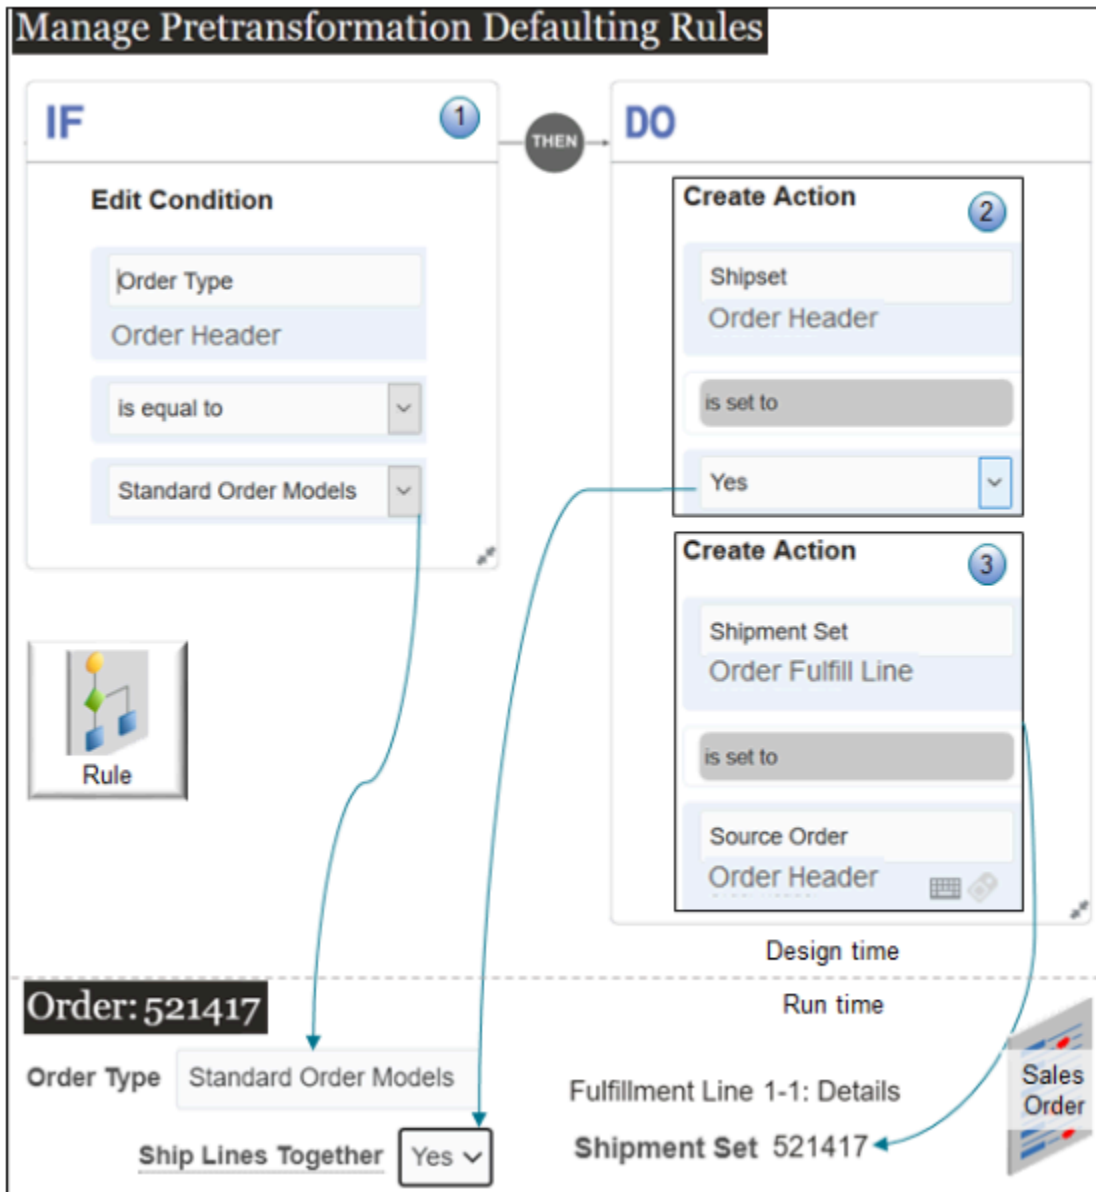 Manage Pretransformation Defaulting Rules
IF
1
THEN
DO
Edit Condition
Order Type
Order Header
is equal to
Standard Order Models
Create Action
2
Shipset
Order Header
is set to
Yes
Create Action
3
Shipment Set
Order Fulfill Line
is set to
Source Order
Order Header
Rule
Design time
Run time
Order: 521417
Order Type Standard Order Models
Ship Lines Together Yes
Fulfillment Line 1-1: Details
Shipment Set 521417
Sales
Order